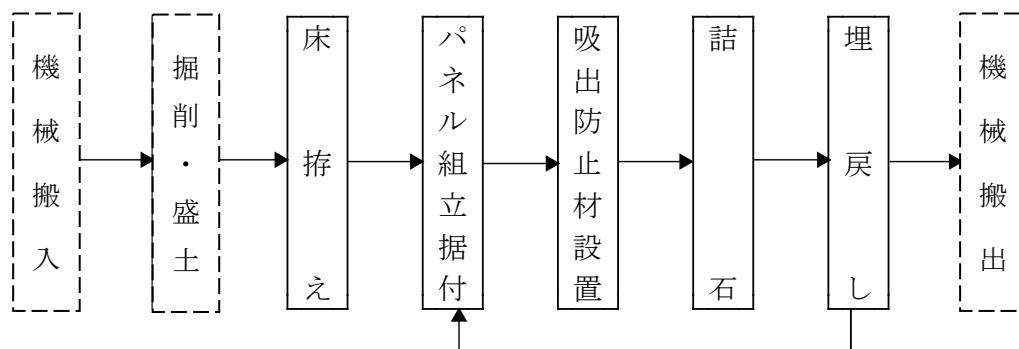 機械搬入
掘削・盛土
床拵え
パネル組立据付
吸出防止材設置
詰石
埋戻し
機械搬出